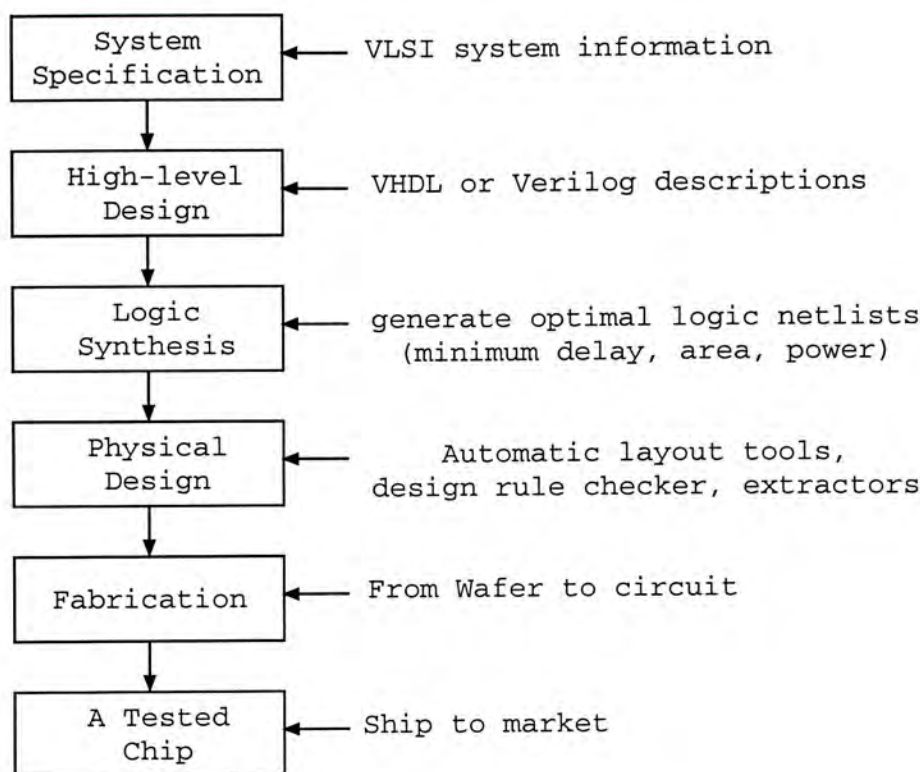 System
Specification
VLSI system information
High-level
Design
VHDL or Verilog descriptions
Logic
Synthesis
generate optimal logic netlists
(minimum delay, area, power)
Physical
Design
Automatic layout tools,
design rule checker, extractors
Fabrication
From Wafer to circuit
A Tested
Chip
Ship to market